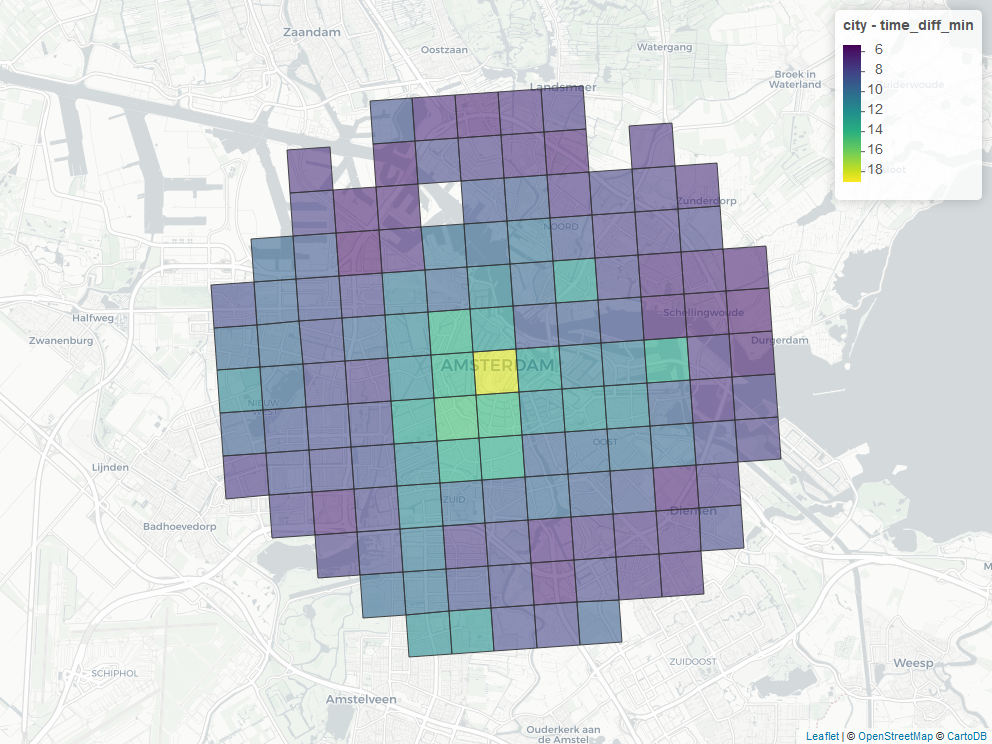 city - time_diff_min
6
8
10
12
14
16
18
Zaandam
Oostzaan
Watergang
Broek in
Waterland
Landsmeer
Zunderdorp
NOORD
Halfweg
Zwanenburg
Schellingwoude
Durgerdam
AMSTERDAM
NIEUW-
WEST
OOST
Lijnden
ZUID
Badhoevedorp
Diemen
SCHIPHOL
Amstelveen
ZUIDOOST
Weesp
Ouderkerk aan
de Amstel
M
Leaflet | © OpenStreetMap © CartoDB